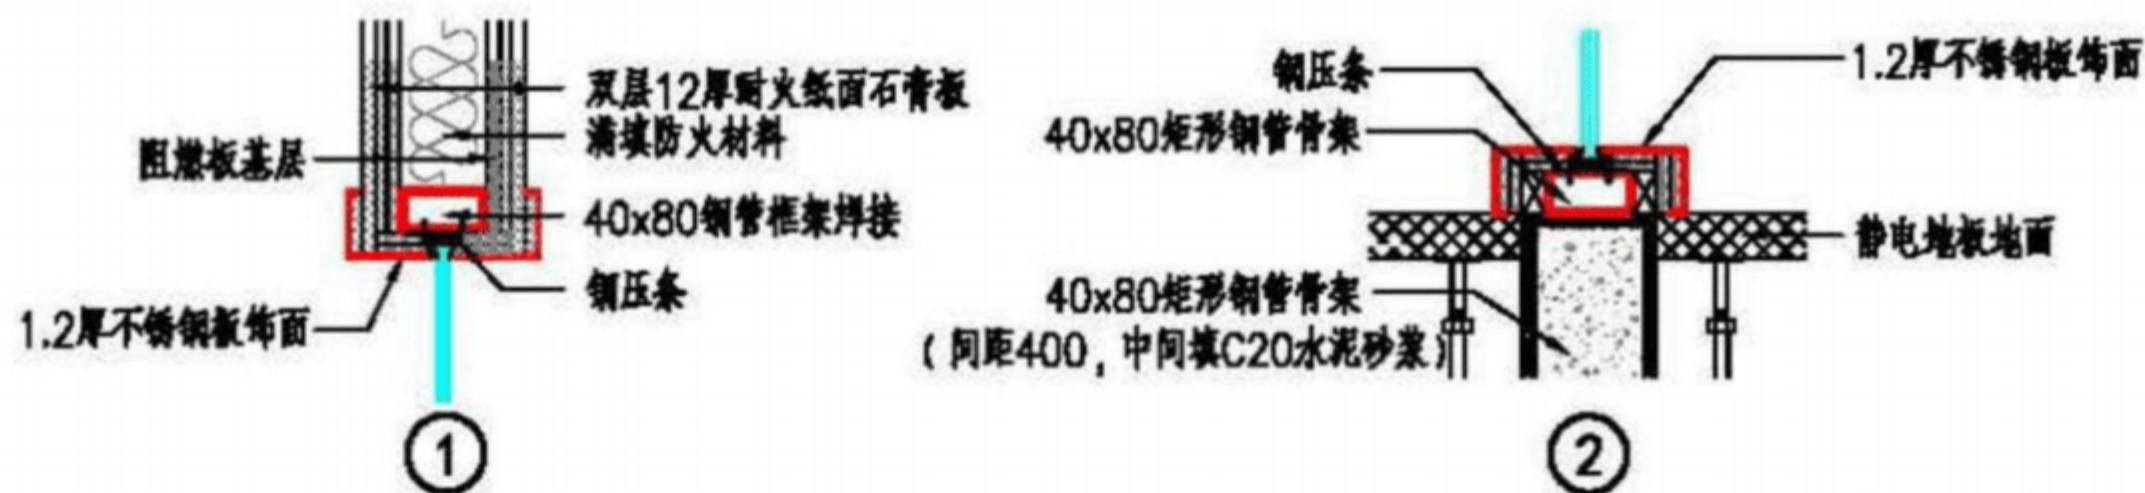 双层12厚耐火纸面石膏板
满填防火材料
阻燃板基层
40x80钢管框架焊接
钢压条
1.2厚不锈钢板饰面
1
钢压条
1.2厚不锈钢板饰面
40x80矩形钢管骨架
静电地板地面
40x80矩形钢管骨架
(间距400,中间填C20水泥砂浆)
2